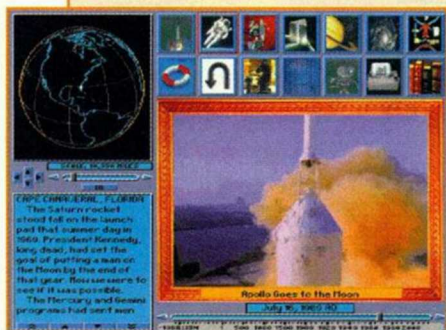 CAPE CANAVERAL, FLORIDA
The Saturn rocket
stood tall on the launch
pad that summer day in
1969. President Kennedy,
long dead, had set the
goal of putting a man on
the Moon by the end of
that year. Now we were to
see if it was possible.
The Mercury and Gemini
programs had sent men
Apollo Goes to the Moon
July 16, 1969 AD